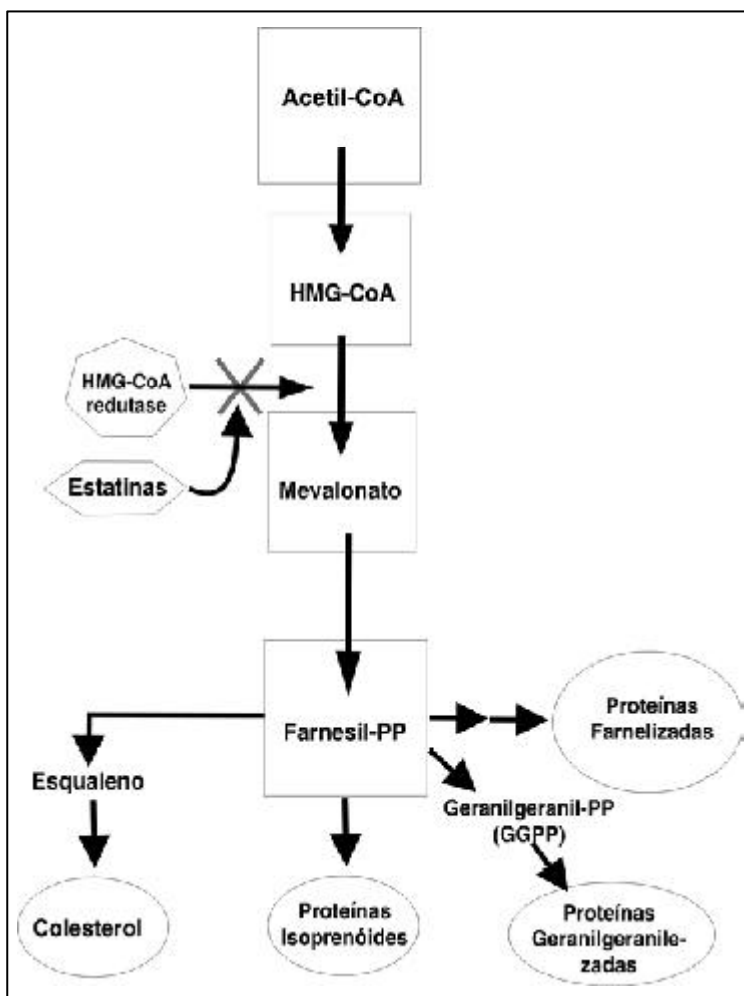 Acetil-CoA
HMG-CoA
HMG-CoA
redutase
Estatinas
Mevalonato
Farnesil-PP
Proteínas
Farnelizadas
Esqualeno
Geranilgeranil-PP
(GGPP)
Colesterol
Proteínas
Isoprenóides
Proteínas
Geranilgeranile-
zadas